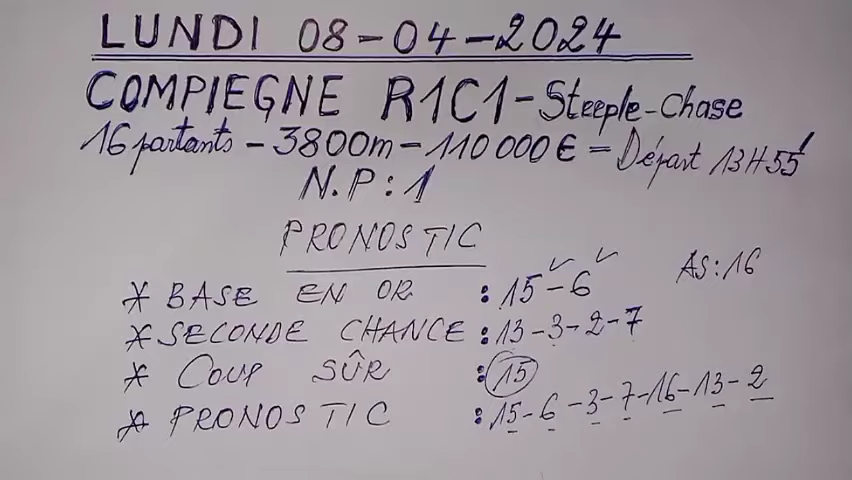 LUNDI 08-04-2024
COMPIEGNE R1C1-Steeple-Chase
16 partants - 3800m - 110 000 € = Départ 13H55'
N.P : 1
PRONOSTIC
AS : 16
* BASE EN OR : 15 - 6
* SECONDE CHANCE : 13 - 3 - 2 - 7
* COUP SÛR : 15
* PRONOSTIC : 15 - 6 - 3 - 7 - 16 - 13 - 2